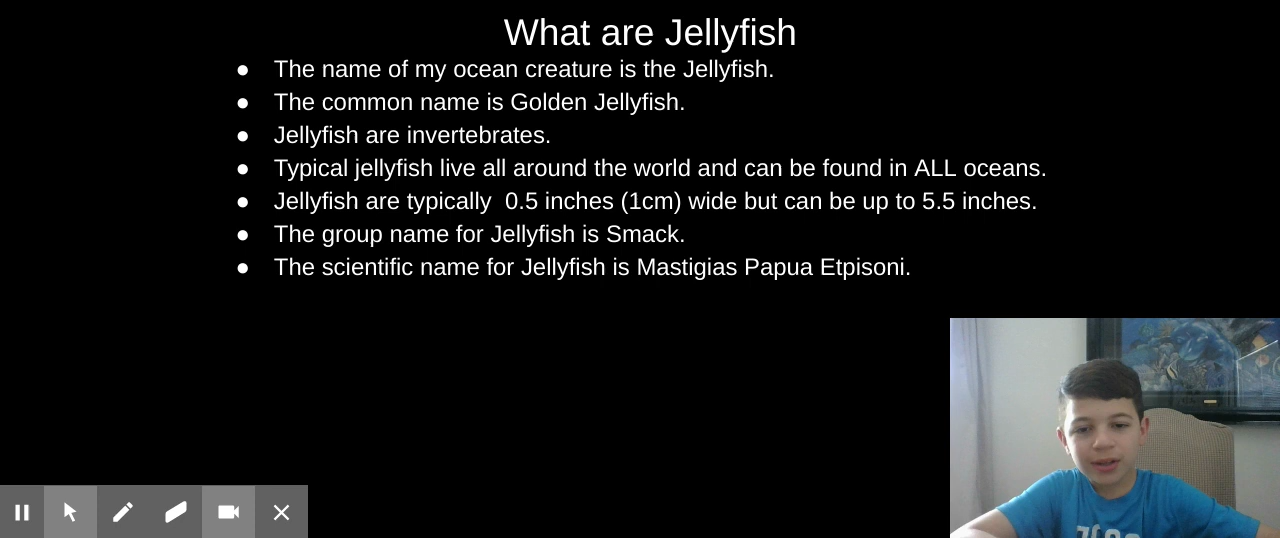 What are Jellyfish
● The name of my ocean creature is the Jellyfish.
● The common name is Golden Jellyfish.
● Jellyfish are invertebrates.
● Typical jellyfish live all around the world and can be found in ALL oceans.
● Jellyfish are typically  0.5 inches (1cm) wide but can be up to 5.5 inches.
● The group name for Jellyfish is Smack.
● The scientific name for Jellyfish is Mastigias Papua Etpisoni.